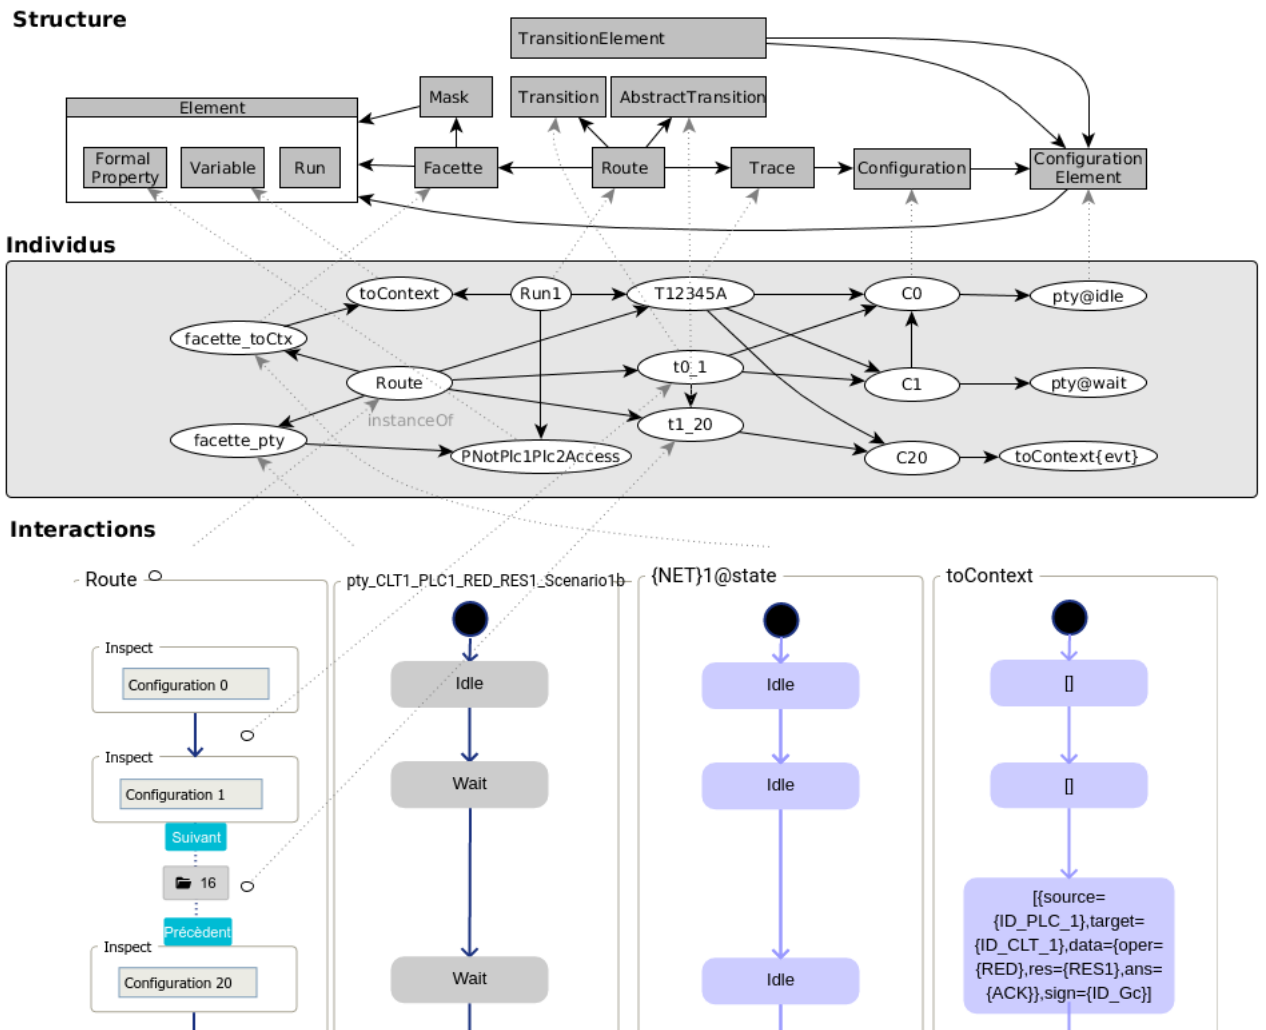 Structure
TransitionElement
Mask
Transition
AbstractTransition
Element
Formal
Property
Variable
Run
Facette
Route
Trace
Configuration
Configuration
Element
Individus
toContext
Run1
T12345A
C0
pty@idle
facette_toCtx
Route
t0_1
C1
pty@wait
instanceOf
facette_pty
PNotPlc1Plc2Access
t1_20
C20
toContext{evt}
Interactions
Route
pty_CLT1_PLC1_RED_RES1_Scenario1b
{NET}1@state
toContext
Inspect
Configuration 0
Idle
Idle
[]
Inspect
Configuration 1
Wait
Idle
[]
Suivant
16
Précèdent
Inspect
Configuration 20
Wait
Idle
[{source=
{ID_PLC_1},target=
{ID_CLT_1},data={oper=
{RED},res={RES1},ans=
{ACK}},sign={ID_Gc}]